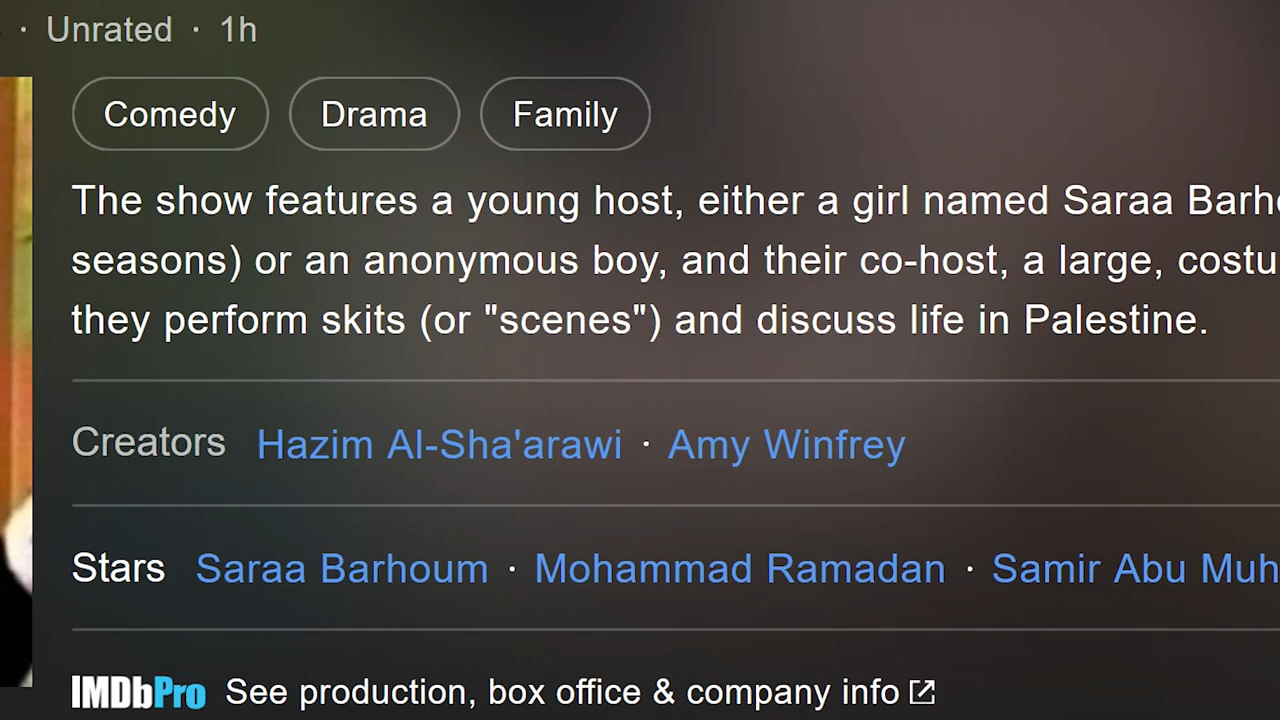 · Unrated · 1h
Comedy Drama Family
The show features a young host, either a girl named Saraa
seasons) or an anonymous boy, and their co-host, a large,
they perform skits (or "scenes") and discuss life in Palestine.
Creators Hazim Al-Sha'arawi · Amy Winfrey
Stars Saraa Barhoum · Mohammad Ramadan · Samir Abu
IMDbPro See production, box office & company info